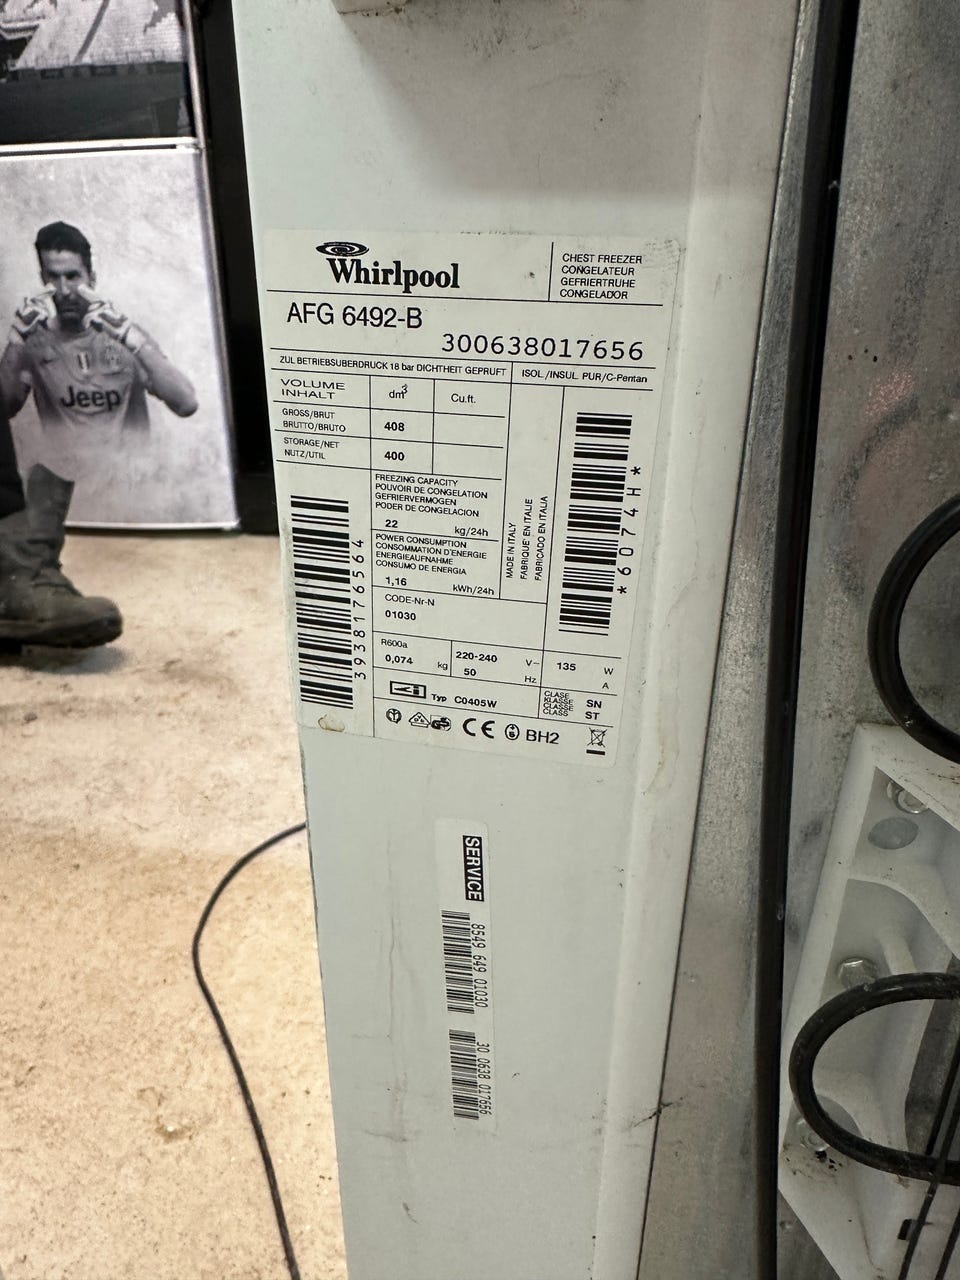 Jeep
Whirlpool
CHEST FREEZER
CONGELATEUR
GEFRIERTRUHE
CONGELADOR
AFG 6492-B
300638017656
ZUL BETRIEBSUBERDRUCK 18 bar DICHTHEIT GEPRUFT
ISOL./INSUL PUR/C-Pentan
VOLUME
INHALT
dm3
Cu.ft.
GROSS/BRUT
BRUTTO/BRUTO
408
STORAGE/NET
NUTZ/UTIL
400
FREEZING CAPACITY
POUVOIR DE CONGELATION
GEFRIERVERMOGEN
PODER DE CONGELACION
22 kg/24h
POWER CONSUMPTION
CONSOMMATION D'ENERGIE
ENERGIEAUFNAHME
CONSUMO DE ENERGIA
1,16 kWh/24h
MADE IN ITALY
FABRIQUE' EN ITALIE
FABRICADO EN ITALIA
*6074H*
3938176564
CODE-Nr-N
01030
R600a
0,074 kg
220-240 V~
50 Hz
135 W
A
Typ C0405W
CLASE
KLASSE
CLASSE
CLASS
SN
ST
CE
BH2
SERVICE
8549 649 01030
30 0638 017656